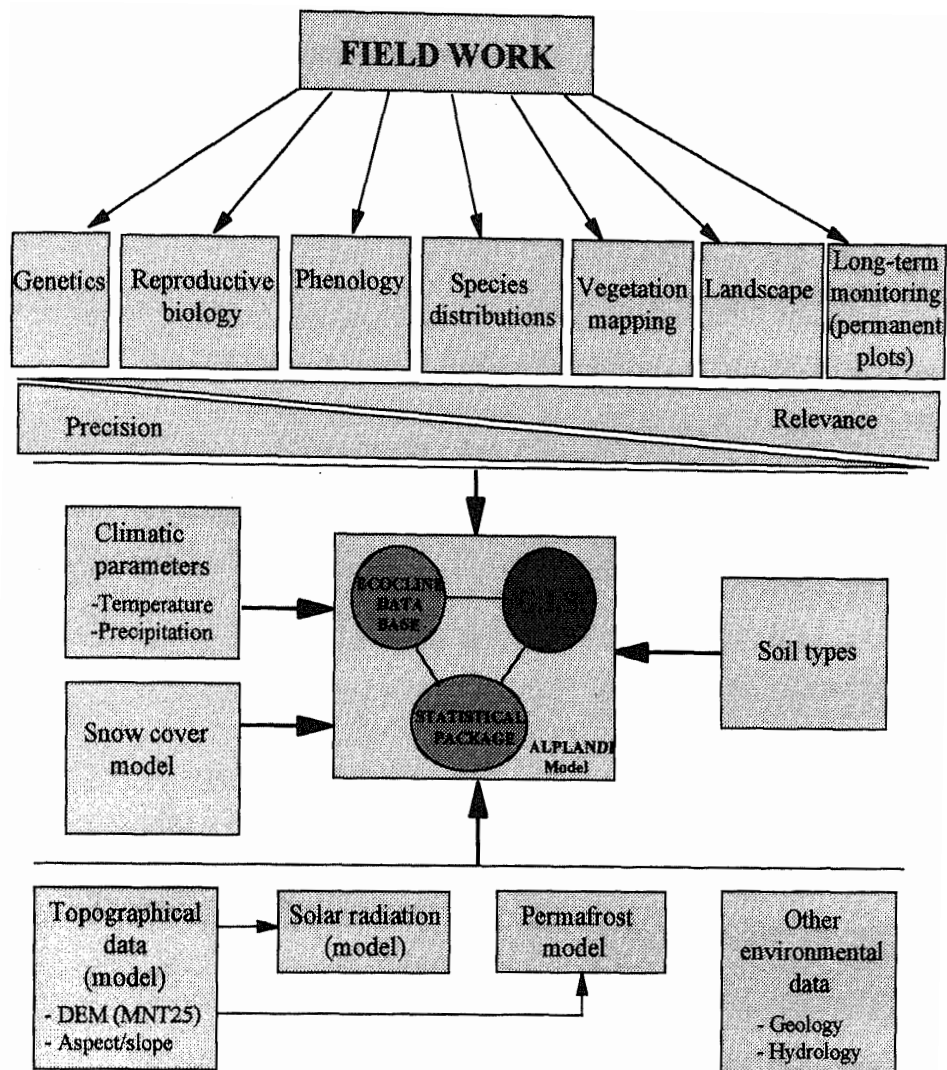 FIELD WORK
Genetics
Reproductive
biology
Phenology
Species
distributions
Vegetation
mapping
Landscape
Long-term
monitoring
(permanent
plots)
Precision
Relevance
Climatic
parameters
-Temperature
-Precipitation
Snow cover
model
ECOCLINE
DATA
BASE
G.I.S.
STATISTICAL
PACKAGE
ALPLANDI
Model
Soil types
Topographical
data
(model)
- DEM (MNT25)
- Aspect/slope
Solar radiation
(model)
Permafrost
model
Other
environmental
data
- Geology
- Hydrology